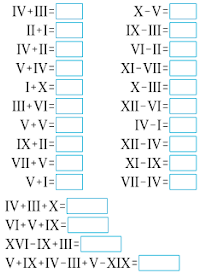 IV+III= X-V=
II+I= IX-III=
IV+II= VI-II=
V+IV= XI-VII=
I+X= X-III=
III+VI= XII-VI=
V+V= IV-I=
IX+II= XII-IV=
VII+V= XI-IX=
V+I= VII-IV=
IV+III+X=
VI+V+IX=
XVI-IX+III=
V+IX+IV-III+V-XIX=